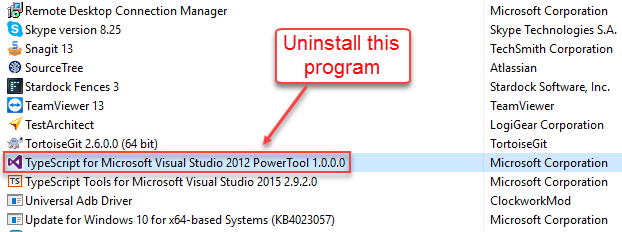 Remote Desktop Connection Manager Microsoft Corporation
Skype version 8.25 Skype Technologies S.A.
Snagit 13 TechSmith Corporation
SourceTree Atlassian
Stardock Fences 3 Stardock Software, Inc.
TeamViewer 13 TeamViewer
TestArchitect LogiGear Corporation
TortoiseGit 2.6.0.0 (64 bit) TortoiseGit
TypeScript for Microsoft Visual Studio 2012 PowerTool 1.0.0.0 Microsoft Corporation
TS TypeScript Tools for Microsoft Visual Studio 2015 2.9.2.0 Microsoft Corporation
Universal Adb Driver ClockworkMod
Update for Windows 10 for x64-based Systems (KB4023057) Microsoft Corporation
Uninstall this
program